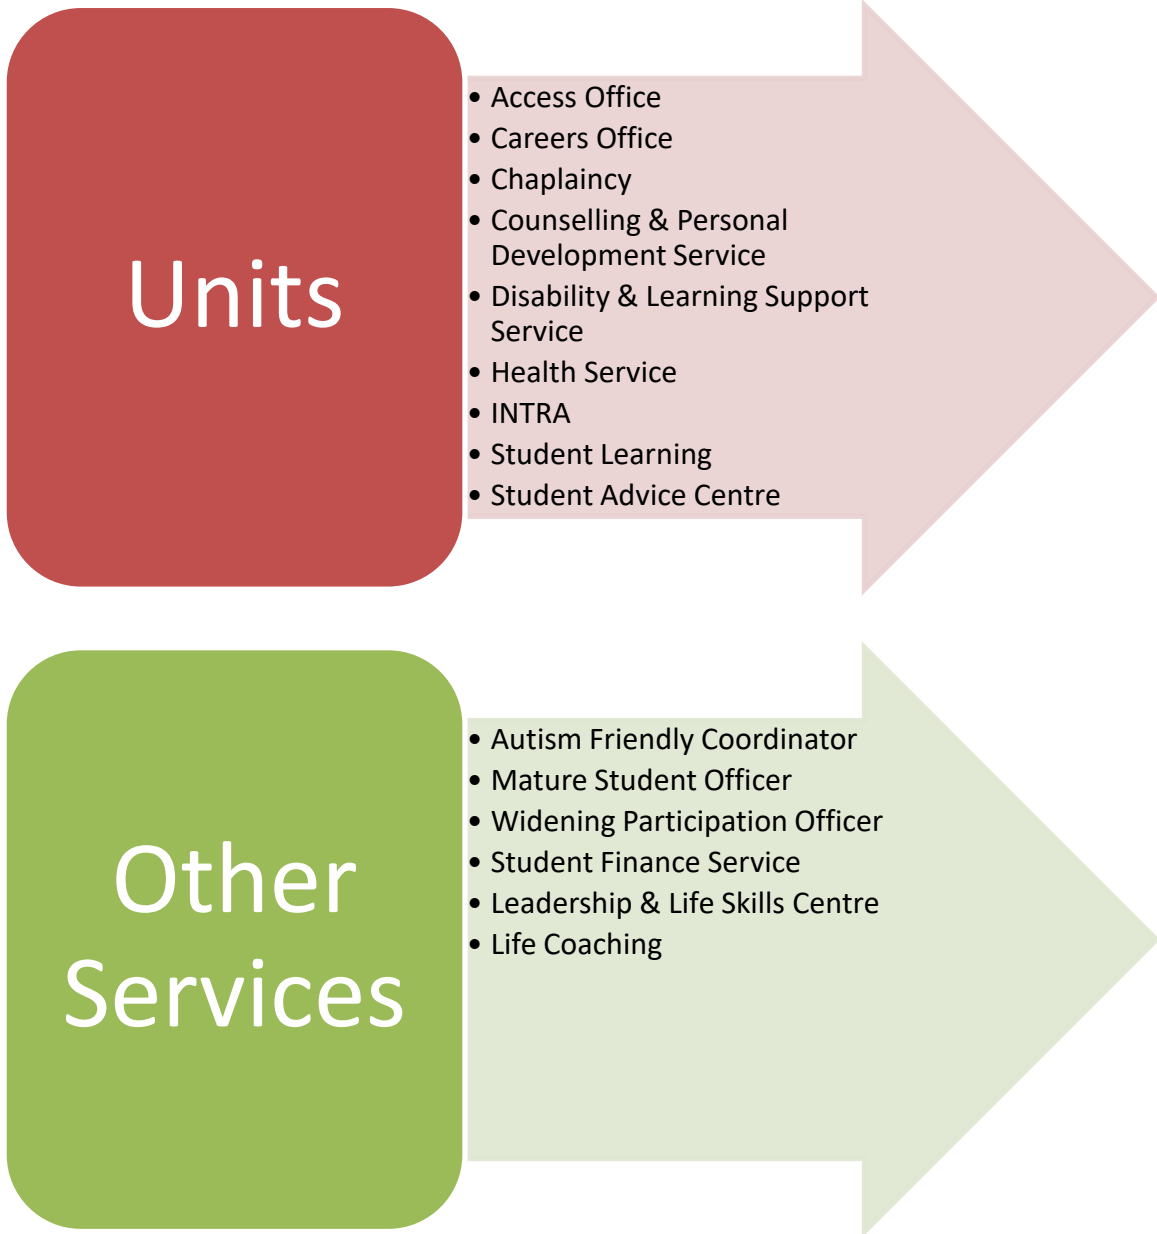 Units
• Access Office
• Careers Office
• Chaplaincy
• Counselling & Personal
Development Service
• Disability & Learning Support
Service
• Health Service
• INTRA
• Student Learning
• Student Advice Centre
Other
Services
• Autism Friendly Coordinator
• Mature Student Officer
• Widening Participation Officer
• Student Finance Service
• Leadership & Life Skills Centre
• Life Coaching